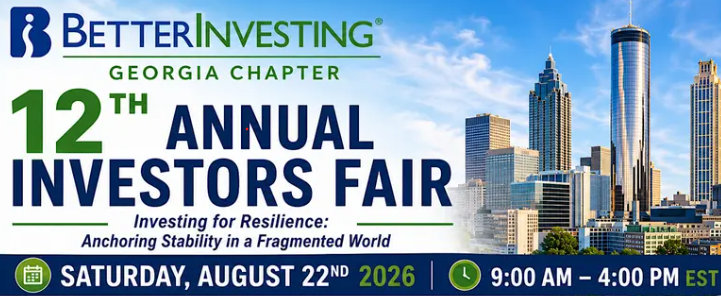 BETTERINVESTING®
GEORGIA CHAPTER
12TH ANNUAL
INVESTORS FAIR
Investing for Resilience:
Anchoring Stability in a Fragmented World
SATURDAY, AUGUST 22ND 2026 | 9:00 AM – 4:00 PM EST